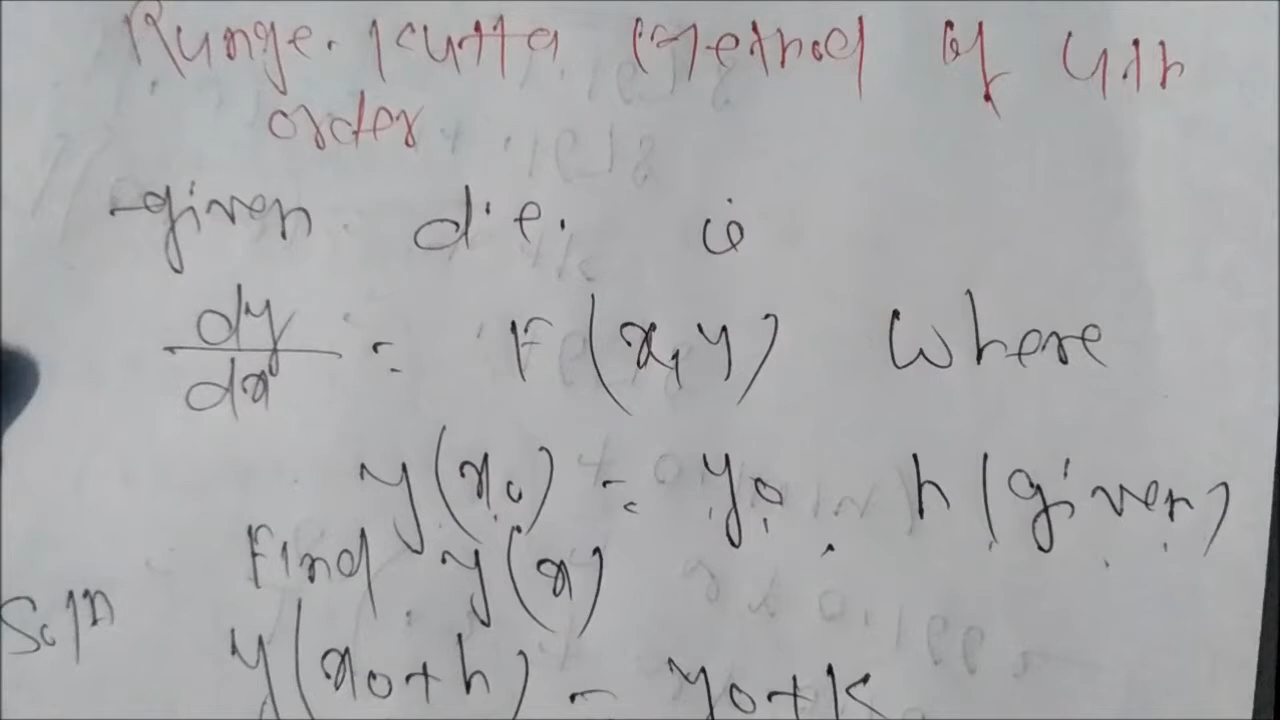 Runge-Kutta Method of 4th
order
given d.e. is
dy/dx = F(x, y) where
y(x0) = y0. h (given)
Find y(x)
Soln
y(x0+h) = y0+K